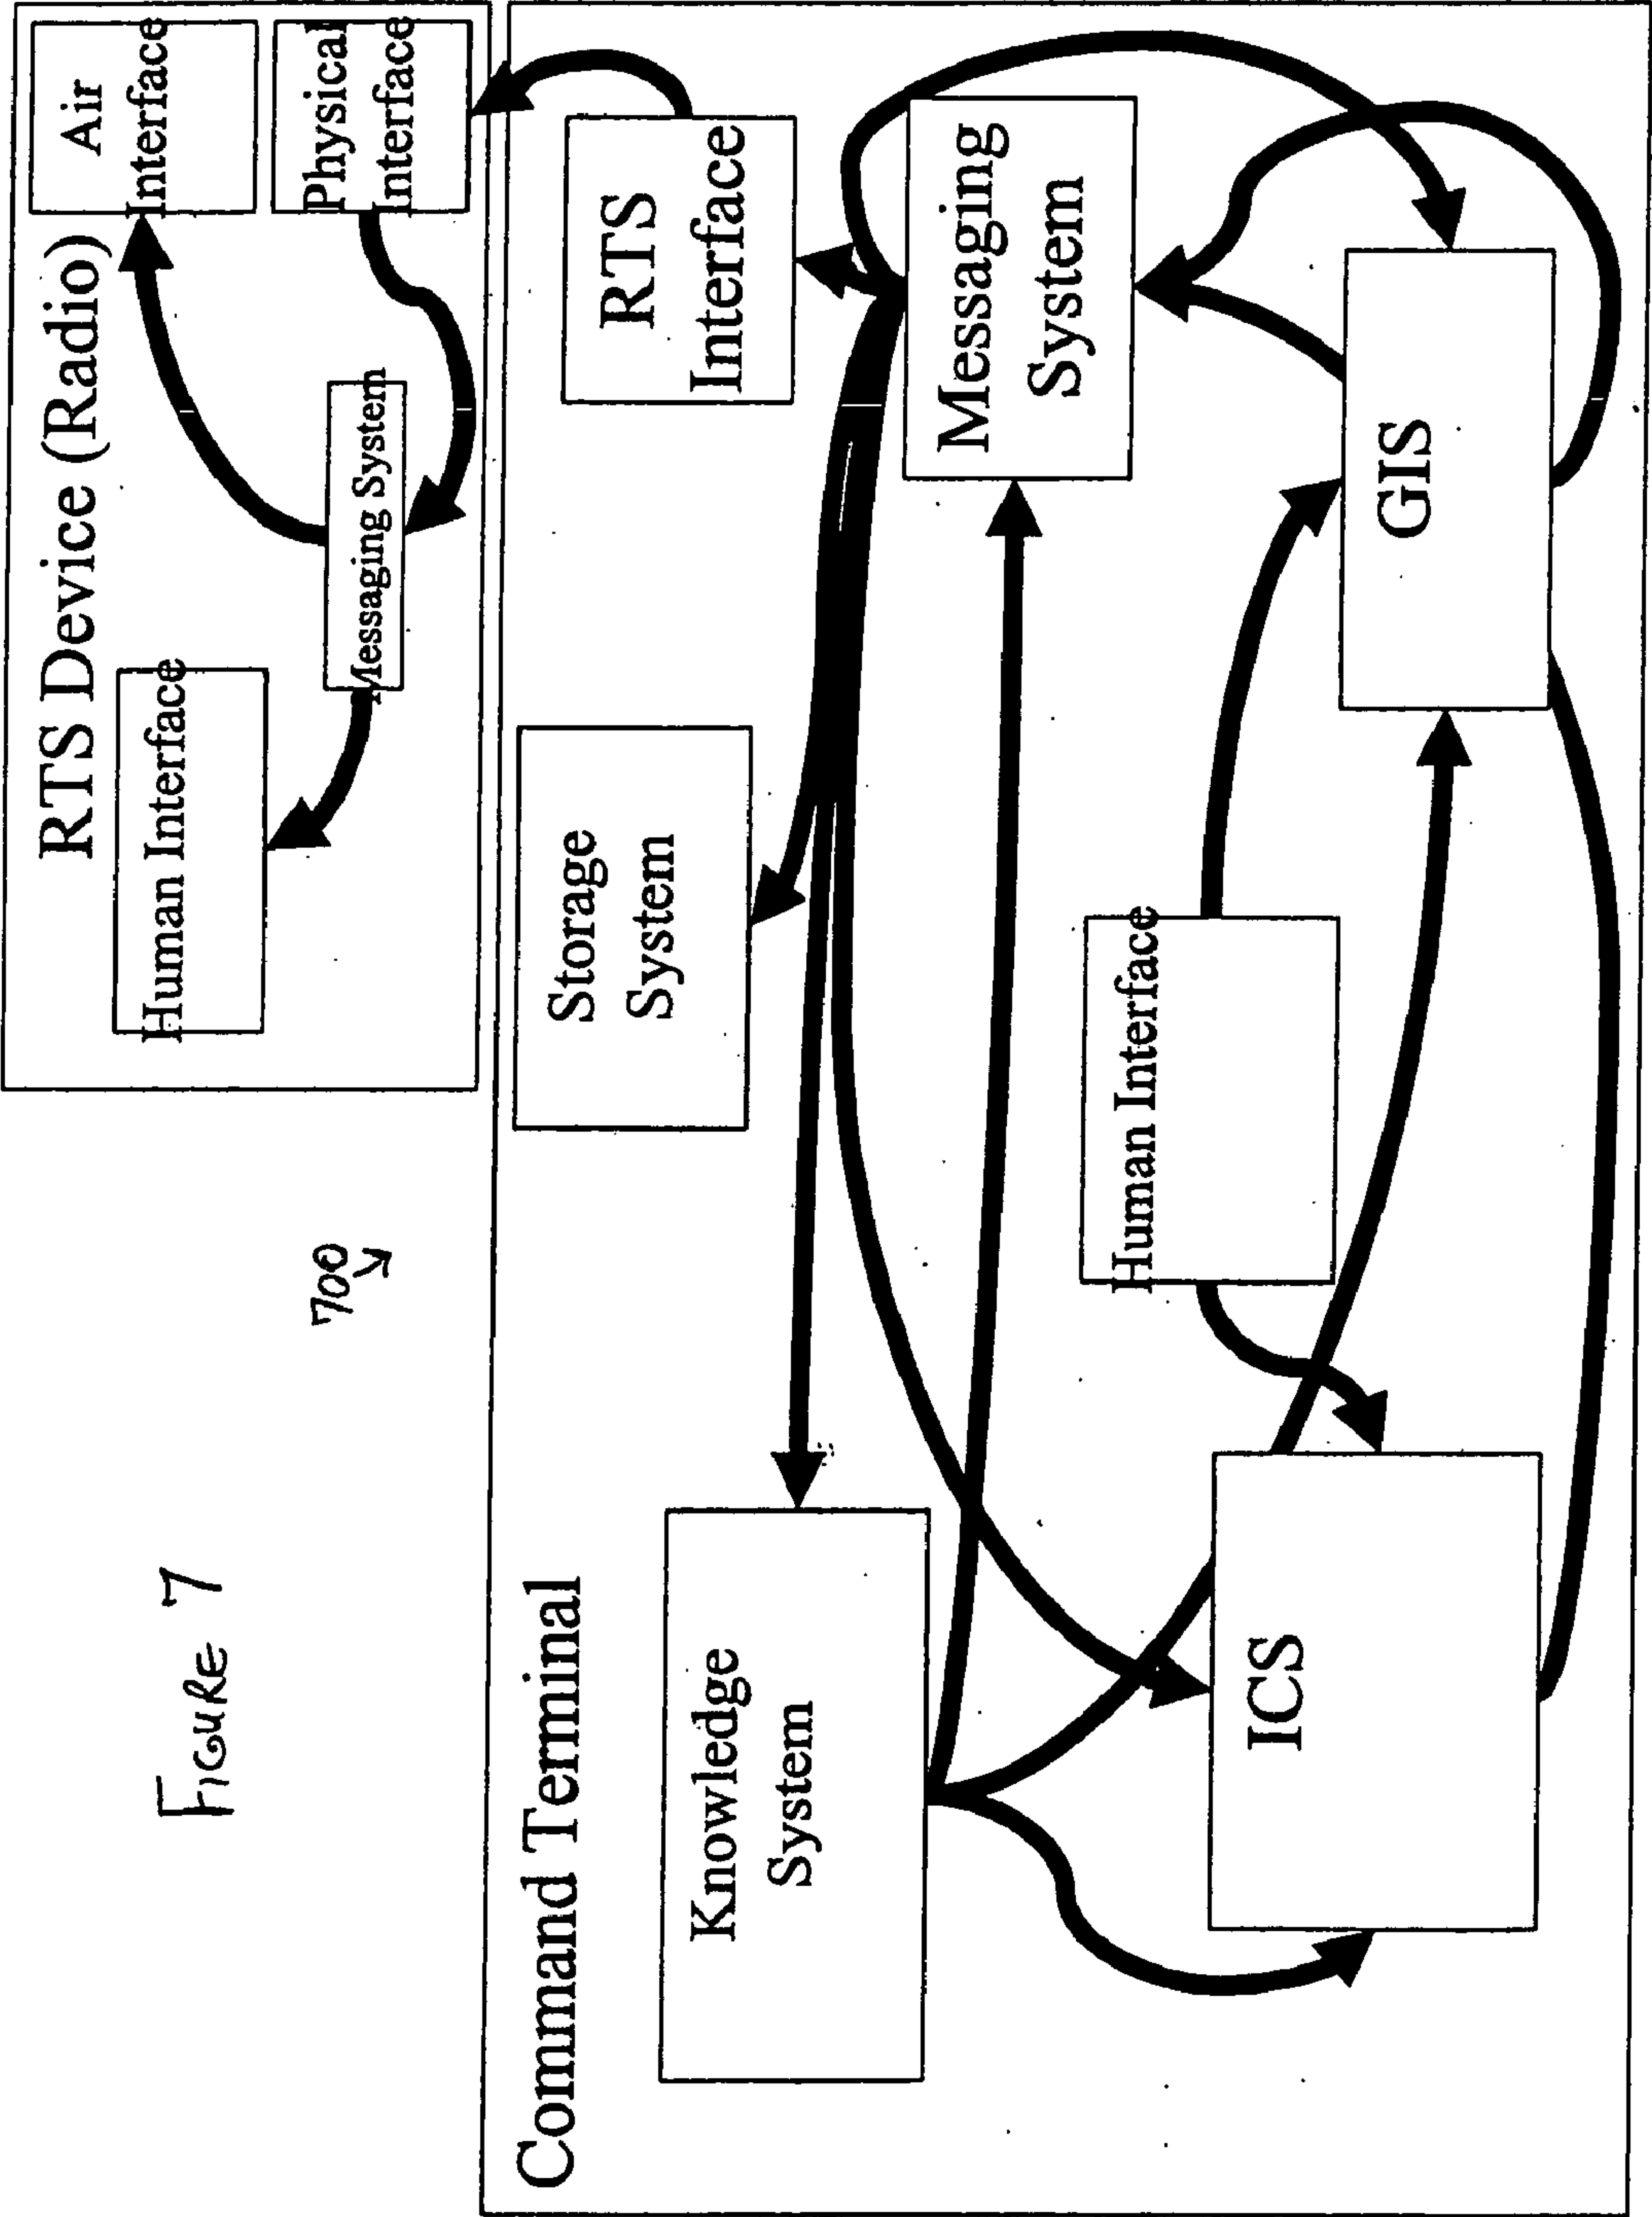 FIGURE 7
700
RTS Device (Radio)
Human Interface
Messaging System
Air
Interface
Physical
Interface
Command Terminal
Knowledge
System
Storage
System
RTS
Interface
Messaging
System
Human Interface
ICS
GIS